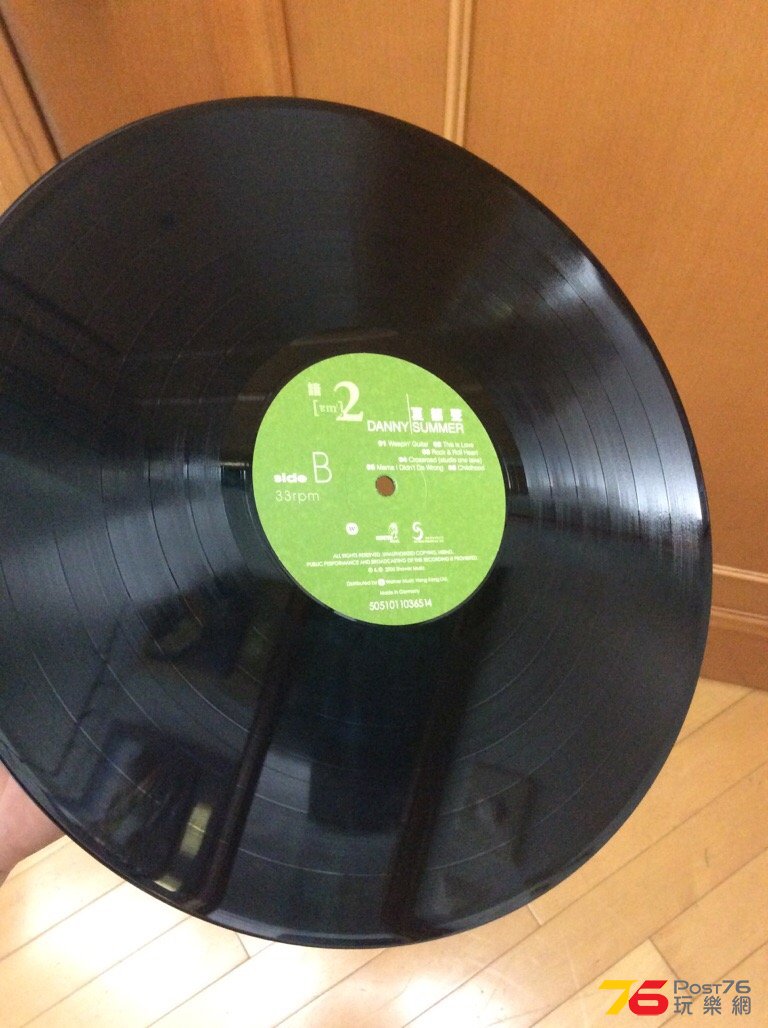 諳
2
夏韶聲
DANNY SUMMER
01 Weepin' Guitar 02 This is Love
03 Rock & Roll Heart
04 Crossroad (studio one take)
05 Mama I Didn't Do Wrong 06 Childhood
side B
33rpm
ALL RIGHTS RESERVED. UNAUTHORIZED COPYING, HIRING,
PUBLIC PERFORMANCE AND BROADCASTING OF THIS RECORDING IS PROHIBITED.
Distributed by Warner Music Hong Kong Ltd.
Made in Germany
5051011036514
76 POST76
玩樂網